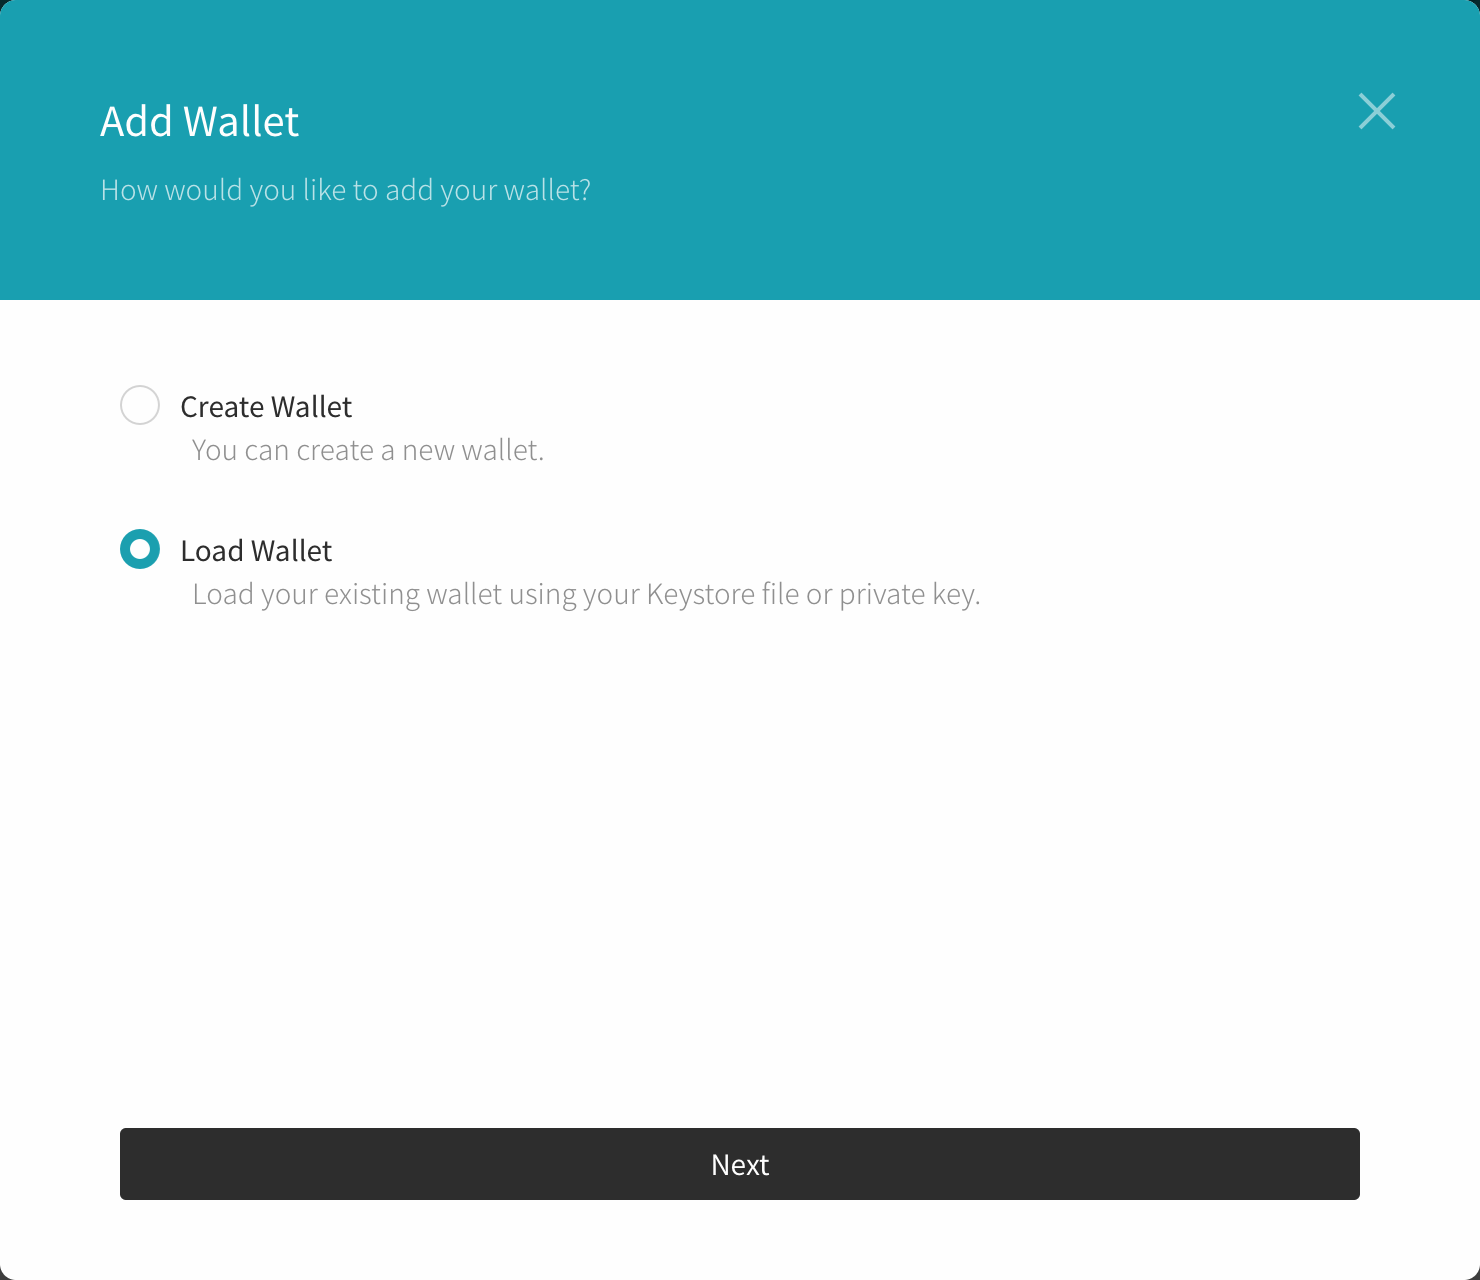 Add Wallet
How would you like to add your wallet?
Create Wallet
You can create a new wallet.
Load Wallet
Load your existing wallet using your Keystore file or private key.
Next